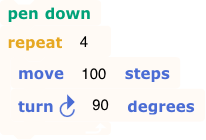 pen down
repeat 4
move 100 steps
turn 90 degrees